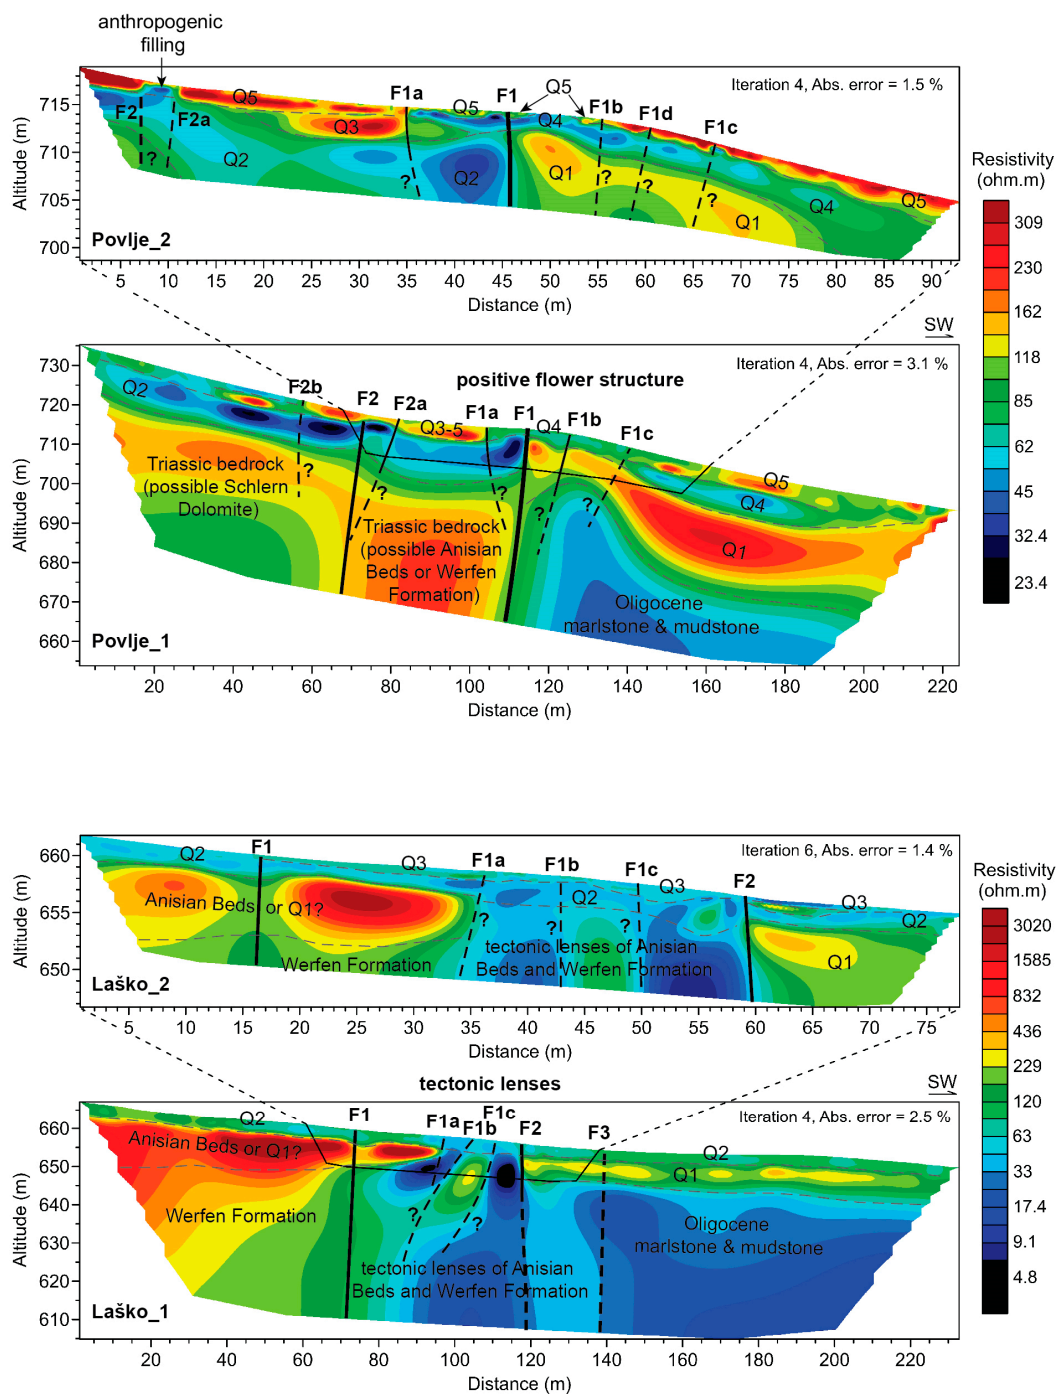 anthropogenic
filling
Iteration 4, Abs. error = 1.5 %
F2
F2a
Q5
F1a
Q5
F1
Q5
F1b
F1d
F1c
Q3
Q4
Q2
Q2
Q1
Q1
Q4
Q5
?
?
?
?
?
Povlje_2
Altitude (m)
715
710
705
700
5 10 15 20 25 30 35 40 45 50 55 60 65 70 75 80 85 90
Distance (m)
Resistivity
(ohm.m)
309
230
162
118
85
62
45
32.4
23.4
SW
Iteration 4, Abs. error = 3.1 %
positive flower structure
F2b
F2
F2a
F1a
F1
F1b
F1c
Q2
Q3-5
Q4
Q5
Q4
Q1
?
?
?
?
?
Triassic bedrock
(possible Schlern
Dolomite)
Triassic bedrock
(possible Anisian
Beds or Werfen
Formation)
Oligocene
marlstone & mudstone
Povlje_1
Altitude (m)
730
720
710
700
690
680
670
660
20 40 60 80 100 120 140 160 180 200 220
Distance (m)
Iteration 6, Abs. error = 1.4 %
Q2
F1
Q3
F1a
F1b
F1c
Q3
F2
Q3
Q2
Q2
Q1
Anisian Beds or Q1?
Werfen Formation
?
?
?
tectonic lenses of Anisian
Beds and Werfen Formation
Laško_2
Altitude (m)
660
655
650
5 10 15 20 25 30 35 40 45 50 55 60 65 70 75
Distance (m)
Resistivity
(ohm.m)
3020
1585
832
436
229
120
63
33
17.4
9.1
4.8
tectonic lenses
SW
Iteration 4, Abs. error = 2.5 %
Q2
F1
F1a
F1b
F1c
F2
F3
Q2
Q1
Anisian Beds or Q1?
Werfen Formation
?
?
tectonic lenses of Anisian
Beds and Werfen Formation
Oligocene
marlstone & mudstone
Laško_1
Altitude (m)
660
650
640
630
620
610
20 40 60 80 100 120 140 160 180 200 220
Distance (m)